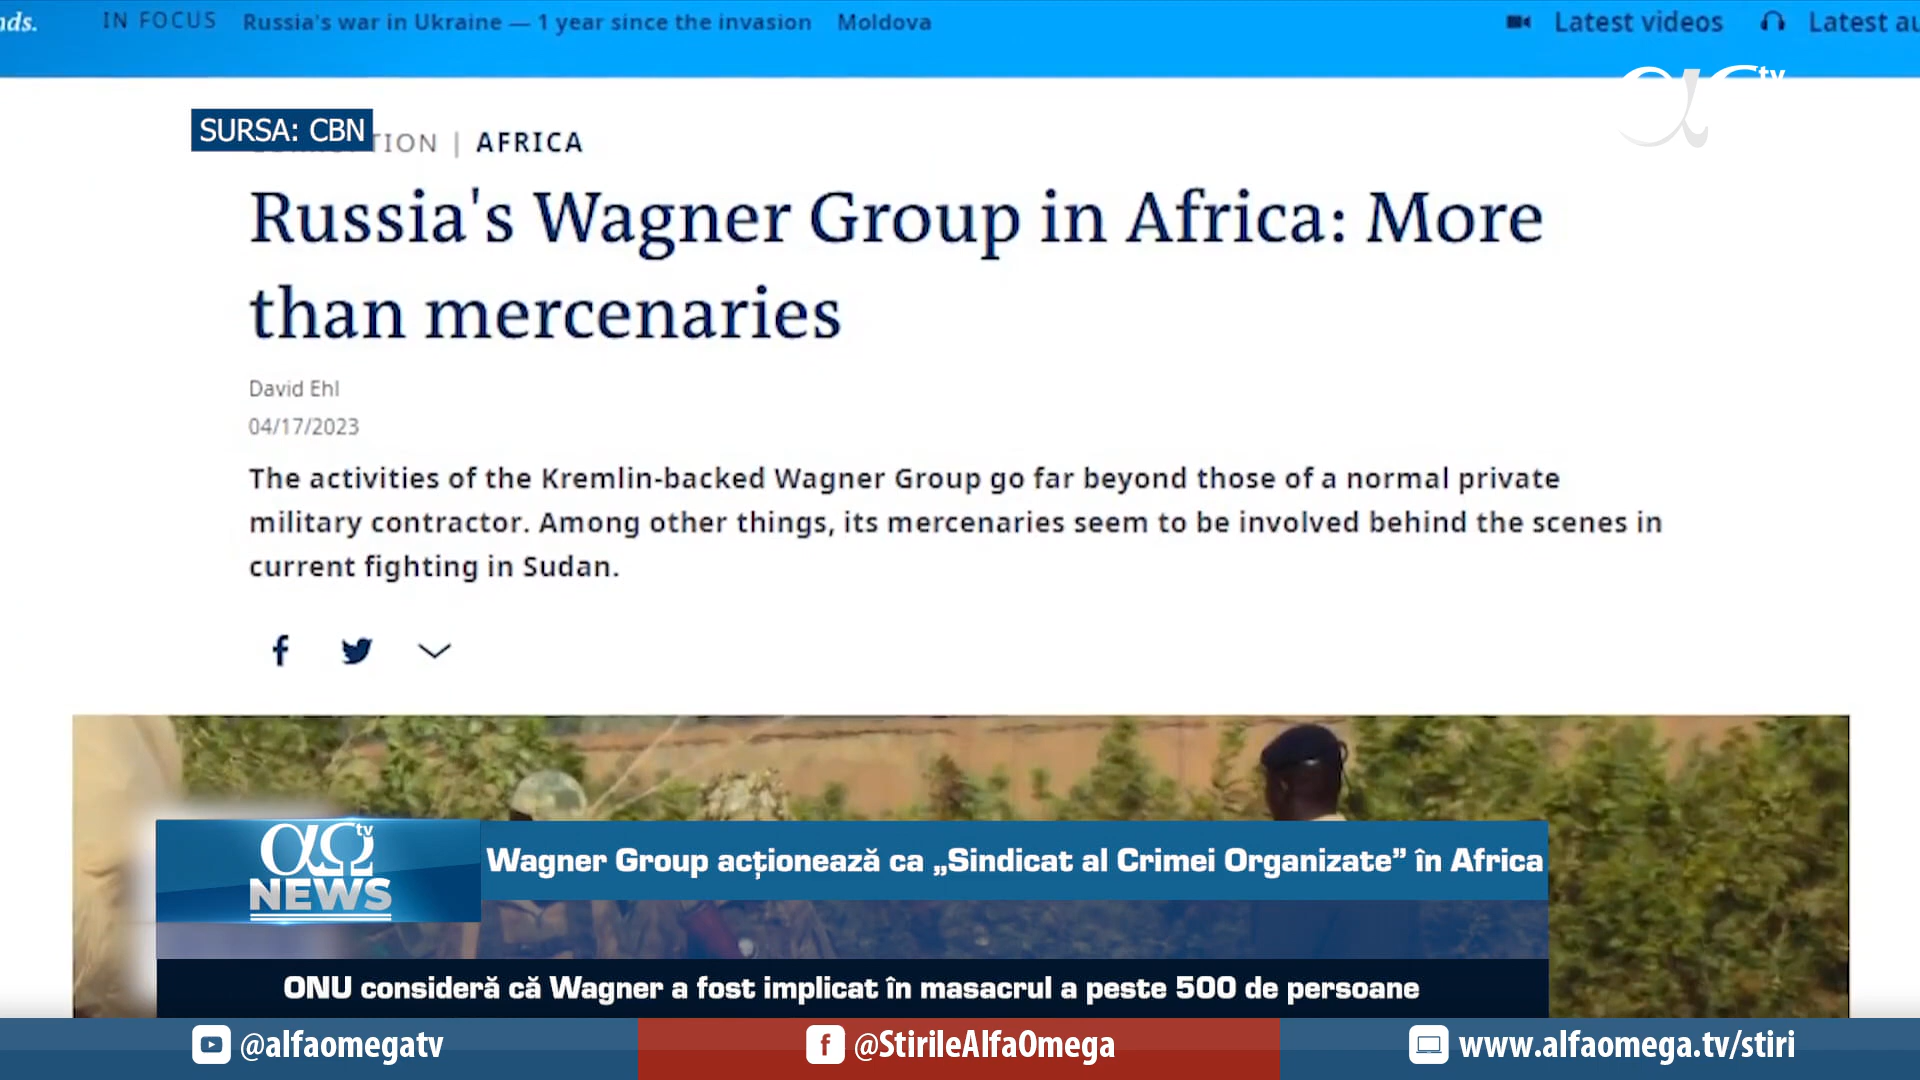 nds.
IN FOCUS Russia's war in Ukraine — 1 year since the invasion Moldova
Latest videos Latest au
tv
SURSA: CBN
TION | AFRICA
Russia's Wagner Group in Africa: More
than mercenaries
David Ehl
04/17/2023
The activities of the Kremlin-backed Wagner Group go far beyond those of a normal private
military contractor. Among other things, its mercenaries seem to be involved behind the scenes in
current fighting in Sudan.
αΩ tv
NEWS
Wagner Group acționează ca „Sindicat al Crimei Organizate” în Africa
ONU consideră că Wagner a fost implicat în masacrul a peste 500 de persoane
@alfaomegatv
@StirileAlfaOmega
www.alfaomega.tv/stiri